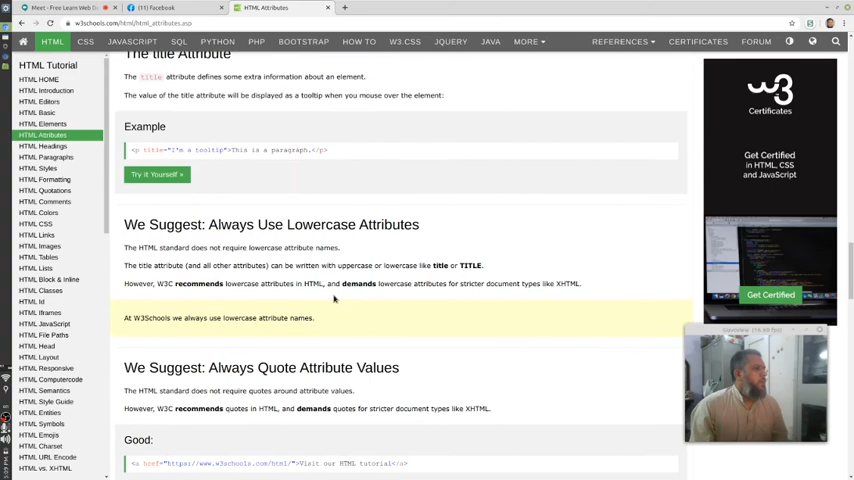 Meet - Free Learn Web D
(11) Facebook
HTML Attributes
w3schools.com/html/html_attributes.asp
HTML CSS JAVASCRIPT SQL PYTHON PHP BOOTSTRAP HOW TO W3.CSS JQUERY JAVA MORE REFERENCES CERTIFICATES FORUM
HTML Tutorial
HTML HOME
HTML Introduction
HTML Editors
HTML Basic
HTML Elements
HTML Attributes
HTML Headings
HTML Paragraphs
HTML Styles
HTML Formatting
HTML Quotations
HTML Comments
HTML Colors
HTML CSS
HTML Links
HTML Images
HTML Tables
HTML Lists
HTML Block & Inline
HTML Classes
HTML Id
HTML Iframes
HTML JavaScript
HTML File Paths
HTML Head
HTML Layout
HTML Responsive
HTML Computercode
HTML Semantics
HTML Style Guide
HTML Entities
HTML Symbols
HTML Emojis
HTML Charset
HTML URL Encode
HTML vs. XHTML
The title Attribute
The title attribute defines some extra information about an element.
The value of the title attribute will be displayed as a tooltip when you mouse over the element:
Example
<p title="I'm a tooltip">This is a paragraph.</p>
Try it Yourself »
We Suggest: Always Use Lowercase Attributes
The HTML standard does not require lowercase attribute names.
The title attribute (and all other attributes) can be written with uppercase or lowercase like title or TITLE.
However, W3C recommends lowercase attributes in HTML, and demands lowercase attributes for stricter document types like XHTML.
At W3Schools we always use lowercase attribute names.
We Suggest: Always Quote Attribute Values
The HTML standard does not require quotes around attribute values.
However, W3C recommends quotes in HTML, and demands quotes for stricter document types like XHTML.
Good:
<a href="https://www.w3schools.com/html/">Visit our HTML tutorial</a>
w3
Certificates
Get Certified
in HTML, CSS
and JavaScript
Get Certified
5:09 PM